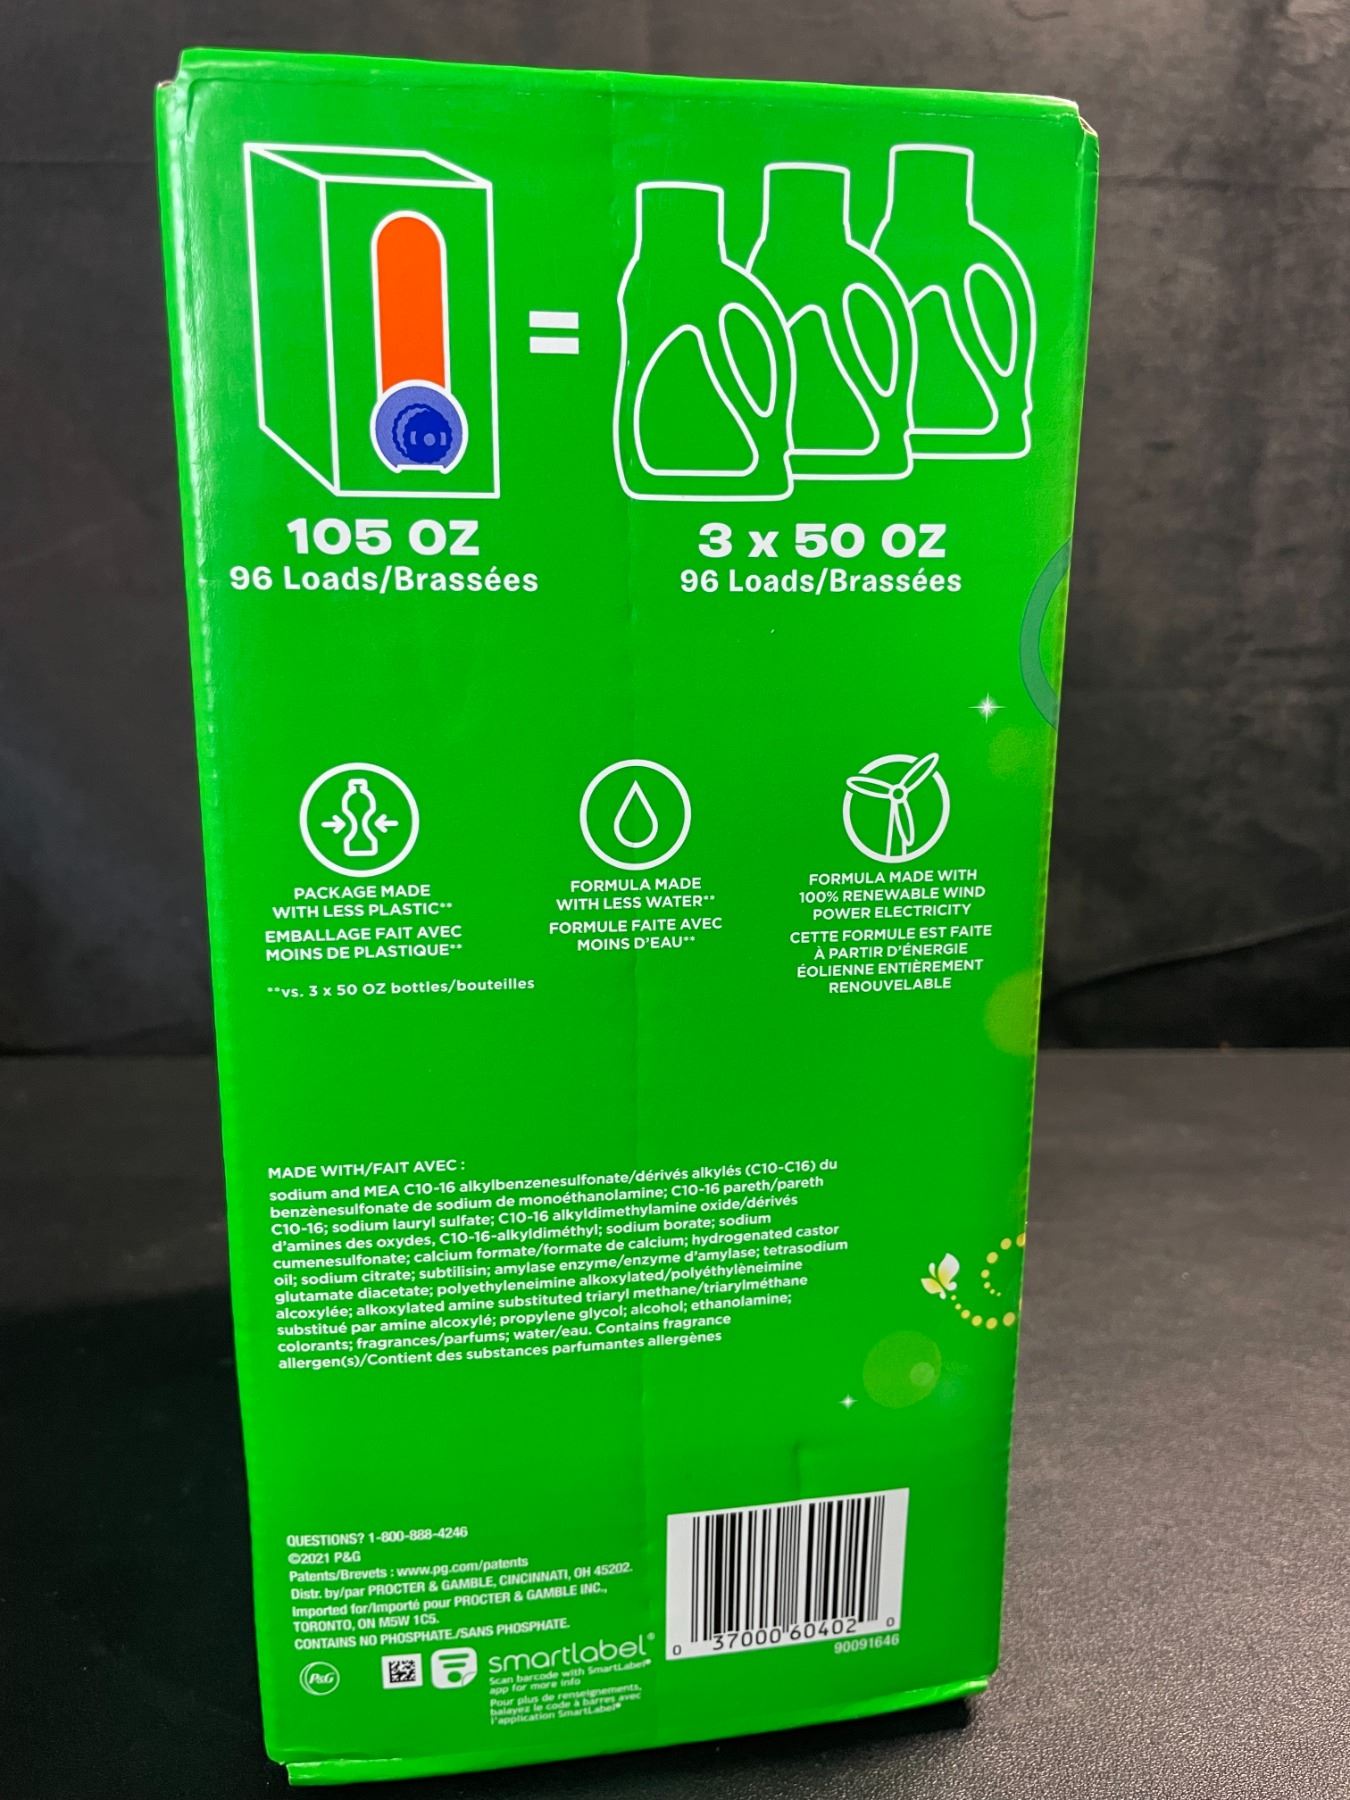 105 OZ
96 Loads/Brassées
3 x 50 OZ
96 Loads/Brassées
PACKAGE MADE
WITH LESS PLASTIC**
EMBALLAGE FAIT AVEC
MOINS DE PLASTIQUE**
**vs. 3 x 50 OZ bottles/bouteilles
FORMULA MADE
WITH LESS WATER**
FORMULE FAITE AVEC
MOINS D'EAU**
FORMULA MADE WITH
100% RENEWABLE WIND
POWER ELECTRICITY
CETTE FORMULE EST FAITE
À PARTIR D'ÉNERGIE
ÉOLIENNE ENTIÈREMENT
RENOUVELABLE
MADE WITH/FAIT AVEC :
sodium and MEA C10-16 alkylbenzenesulfonate/dérivés alkylés (C10-C16) du
benzènesulfonate de sodium de monoéthanolamine; C10-16 pareth/pareth
C10-16; sodium lauryl sulfate; C10-16 alkyldimethylamine oxide/dérivés
d'amines des oxydes, C10-16-alkyldiméthyl; sodium borate; sodium
cumenesulfonate; calcium formate/formate de calcium; hydrogenated castor
oil; sodium citrate; subtilisin; amylase enzyme/enzyme d'amylase; tetrasodium
glutamate diacetate; polyethyleneimine alkoxylated/polyéthylèneimine
alcoxylée; alkoxylated amine substituted triaryl methane/triarylméthane
substitué par amine alcoxylé; propylene glycol; alcohol; ethanolamine;
colorants; fragrances/parfums; water/eau. Contains fragrance
allergen(s)/Contient des substances parfumantes allergènes
QUESTIONS? 1-800-888-4246
©2021 P&G
Patents/Brevets : www.pg.com/patents
Distr. by/par PROCTER & GAMBLE, CINCINNATI, OH 45202.
Imported for/Importé pour PROCTER & GAMBLE INC.,
TORONTO, ON M5W 1C5.
CONTAINS NO PHOSPHATE./SANS PHOSPHATE.
P&G
smartlabel®
Scan barcode with SmartLabel®
app for more info
Pour plus de renseignements,
balayez le code à barres avec
l'application SmartLabel®
0 37000 60402 0
90091646